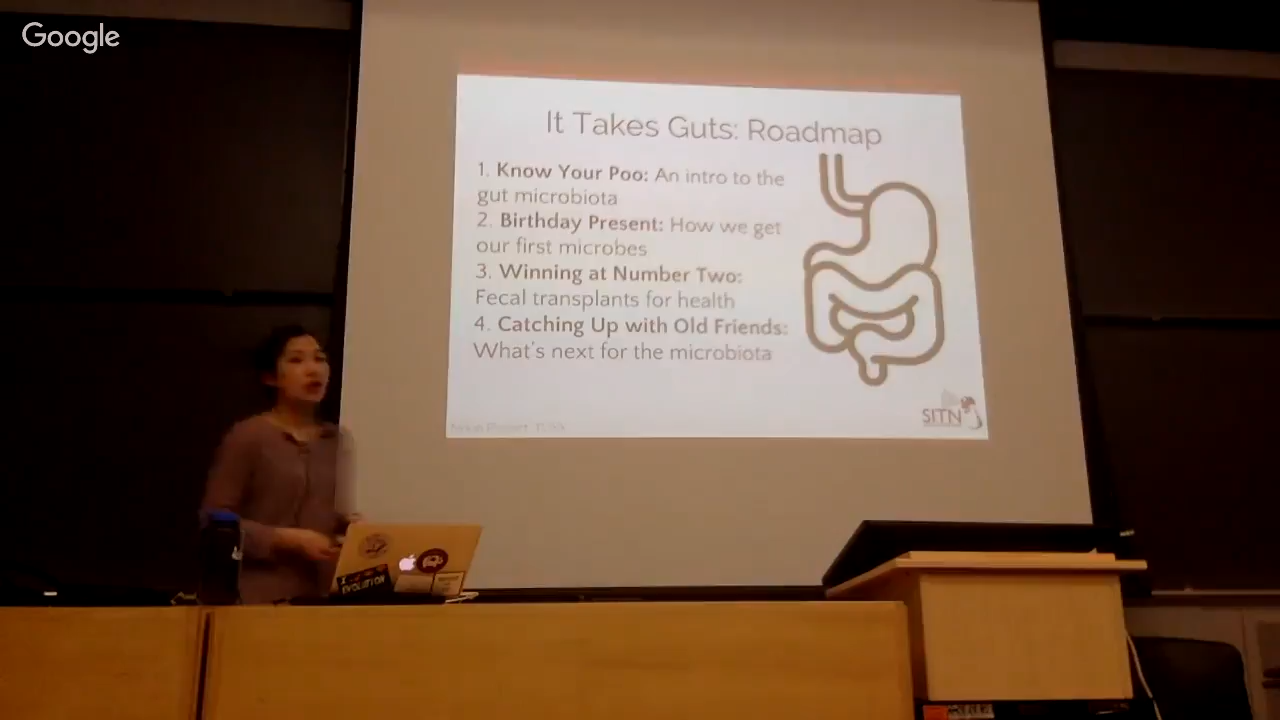 Google
It Takes Guts: Roadmap
1. Know Your Poo: An intro to the
gut microbiota
2. Birthday Present: How we get
our first microbes
3. Winning at Number Two:
Fecal transplants for health
4. Catching Up with Old Friends:
What's next for the microbiota
SITN
EVOLUTION